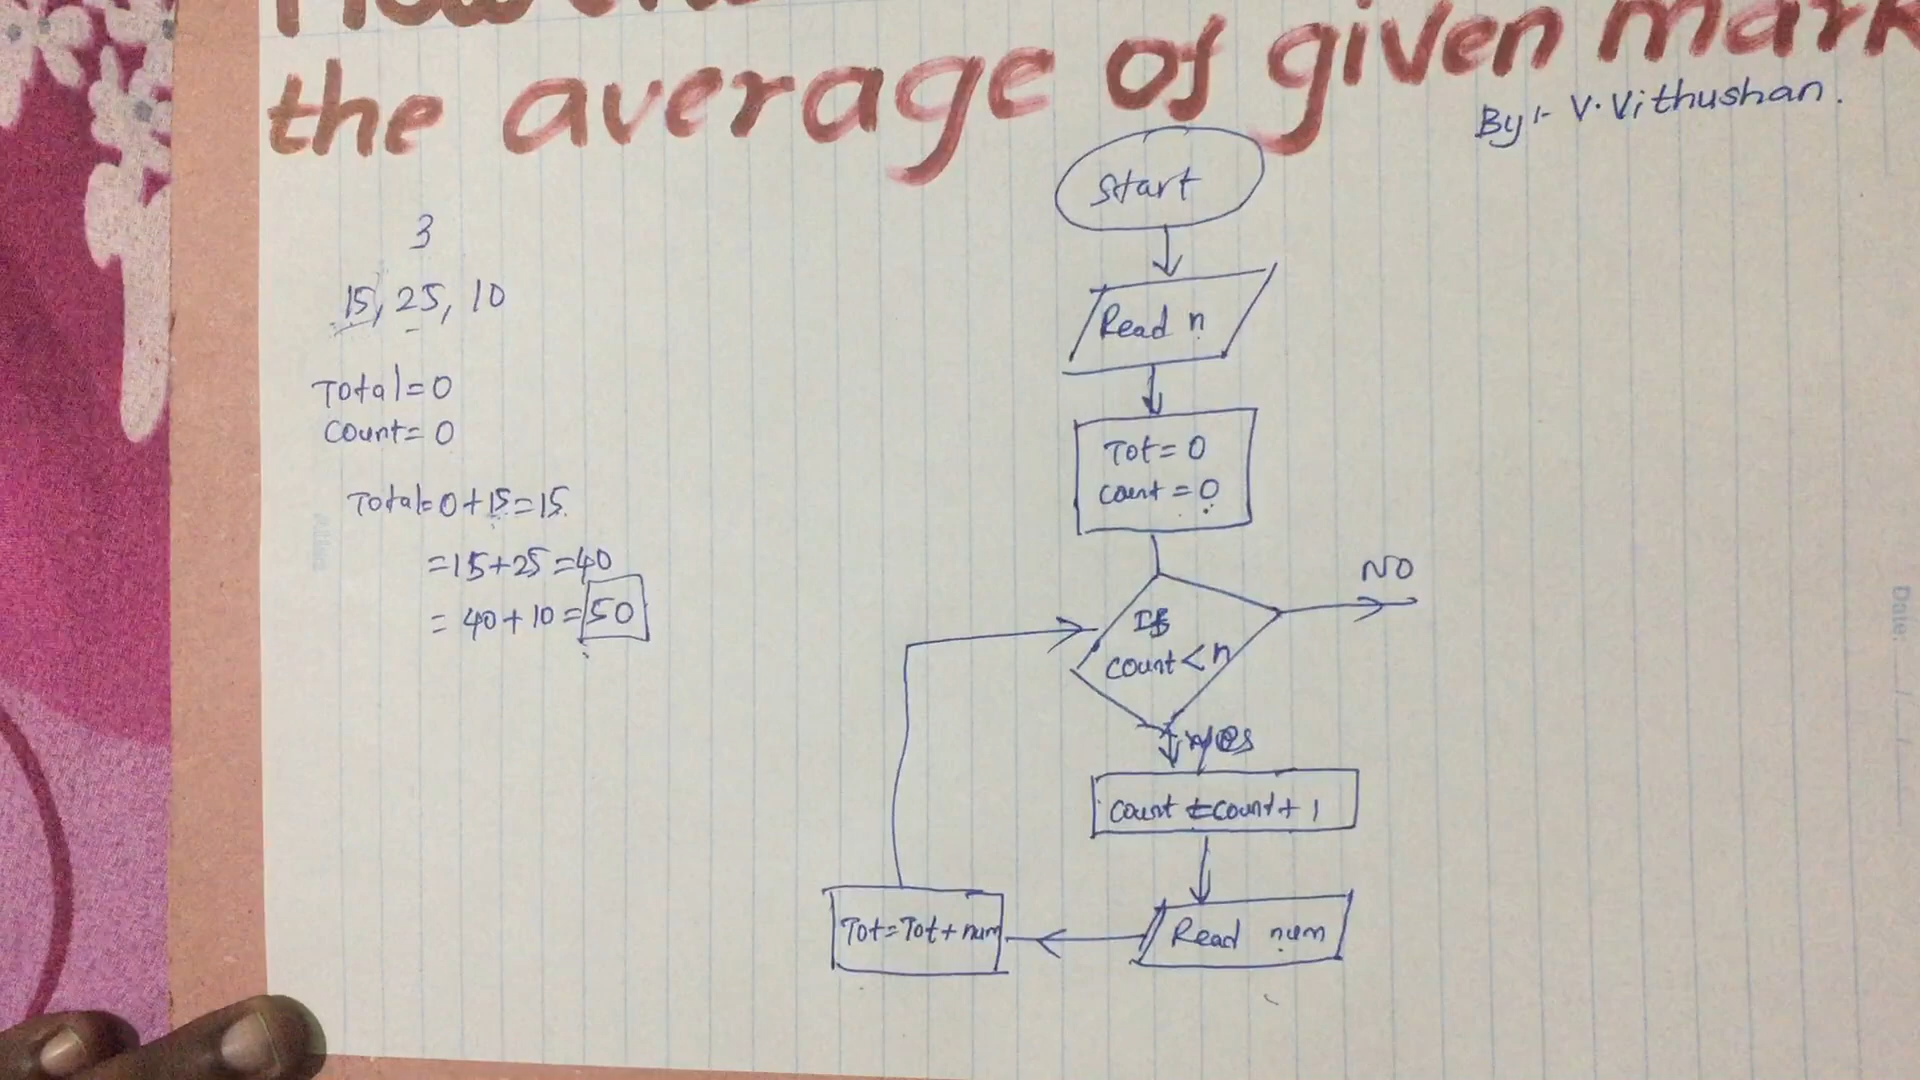 the average of given mark
By:- V.Vithushan.
3
15, 25, 10
Total=0
count=0
Total=0+15=15
=15+25=40
=40+10=50
Start
Read n
Tot=0
count=0
If
count<n
NO
yes
count=count+1
Read num
Tot=Tot+num
Date: